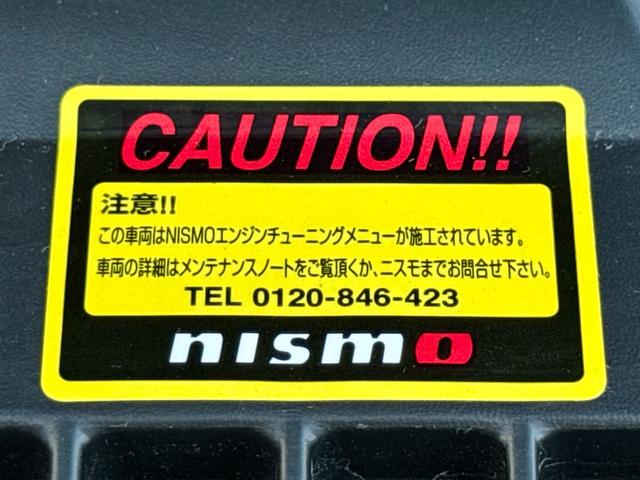 CAUTION!!
注意!!
この車両はNISMOエンジンチューニングメニューが施工されています。
車両の詳細はメンテナンスノートをご覧頂くか、ニスモまでお問合せ下さい。
TEL 0120-846-423
nismo